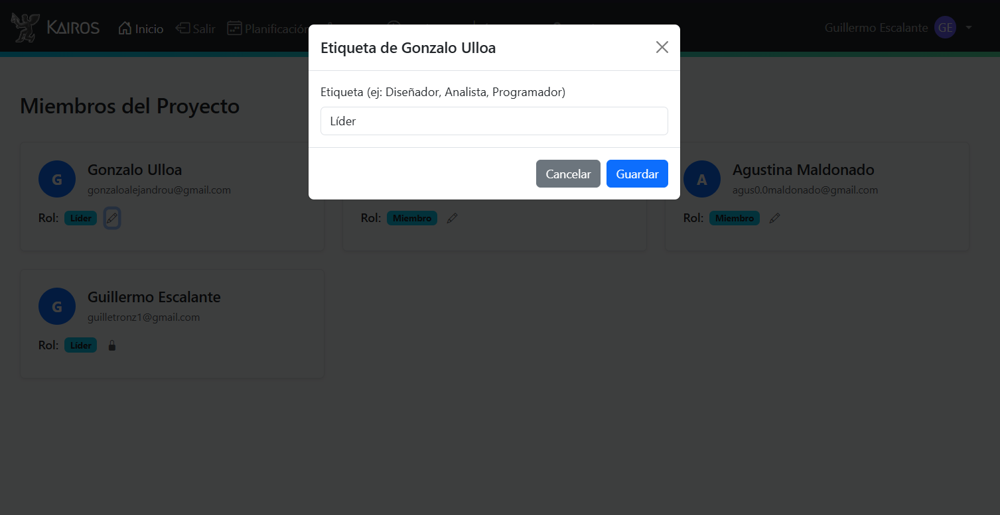 KAIROS
Inicio
Salir
Planificación
Guillermo Escalante
GE
Etiqueta de Gonzalo Ulloa
Etiqueta (ej: Diseñador, Analista, Programador)
Líder
Cancelar
Guardar
Miembros del Proyecto
G
Gonzalo Ulloa
gonzaloalejandrou@gmail.com
Rol: Líder
Rol: Miembro
A
Agustina Maldonado
agus0.0maldonado@gmail.com
Rol: Miembro
G
Guillermo Escalante
guilletronz1@gmail.com
Rol: Líder